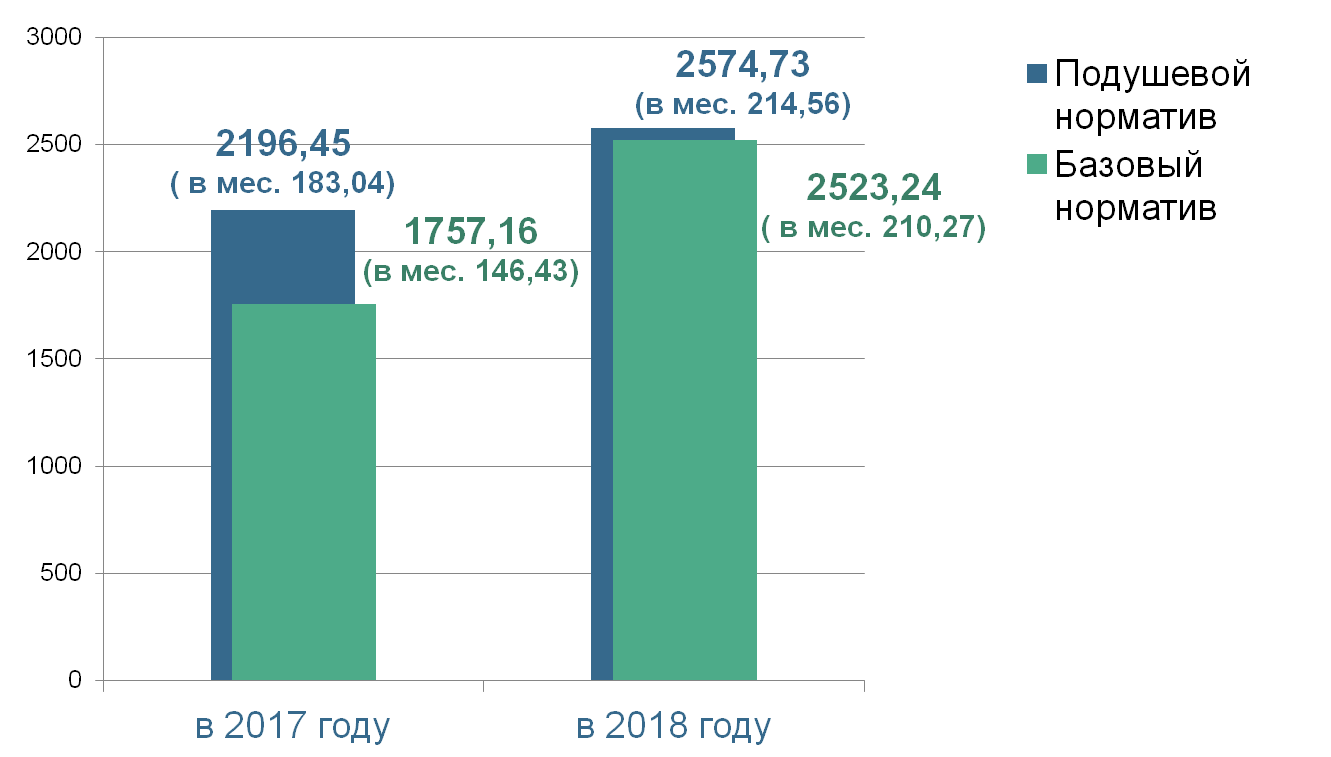 3000
2500
2000
1500
1000
500
0
2196,45
( в мес. 183,04)
1757,16
(в мес. 146,43)
2574,73
(в мес. 214,56)
2523,24
( в мес. 210,27)
в 2017 году
в 2018 году
Подушевой
норматив
Базовый
норматив